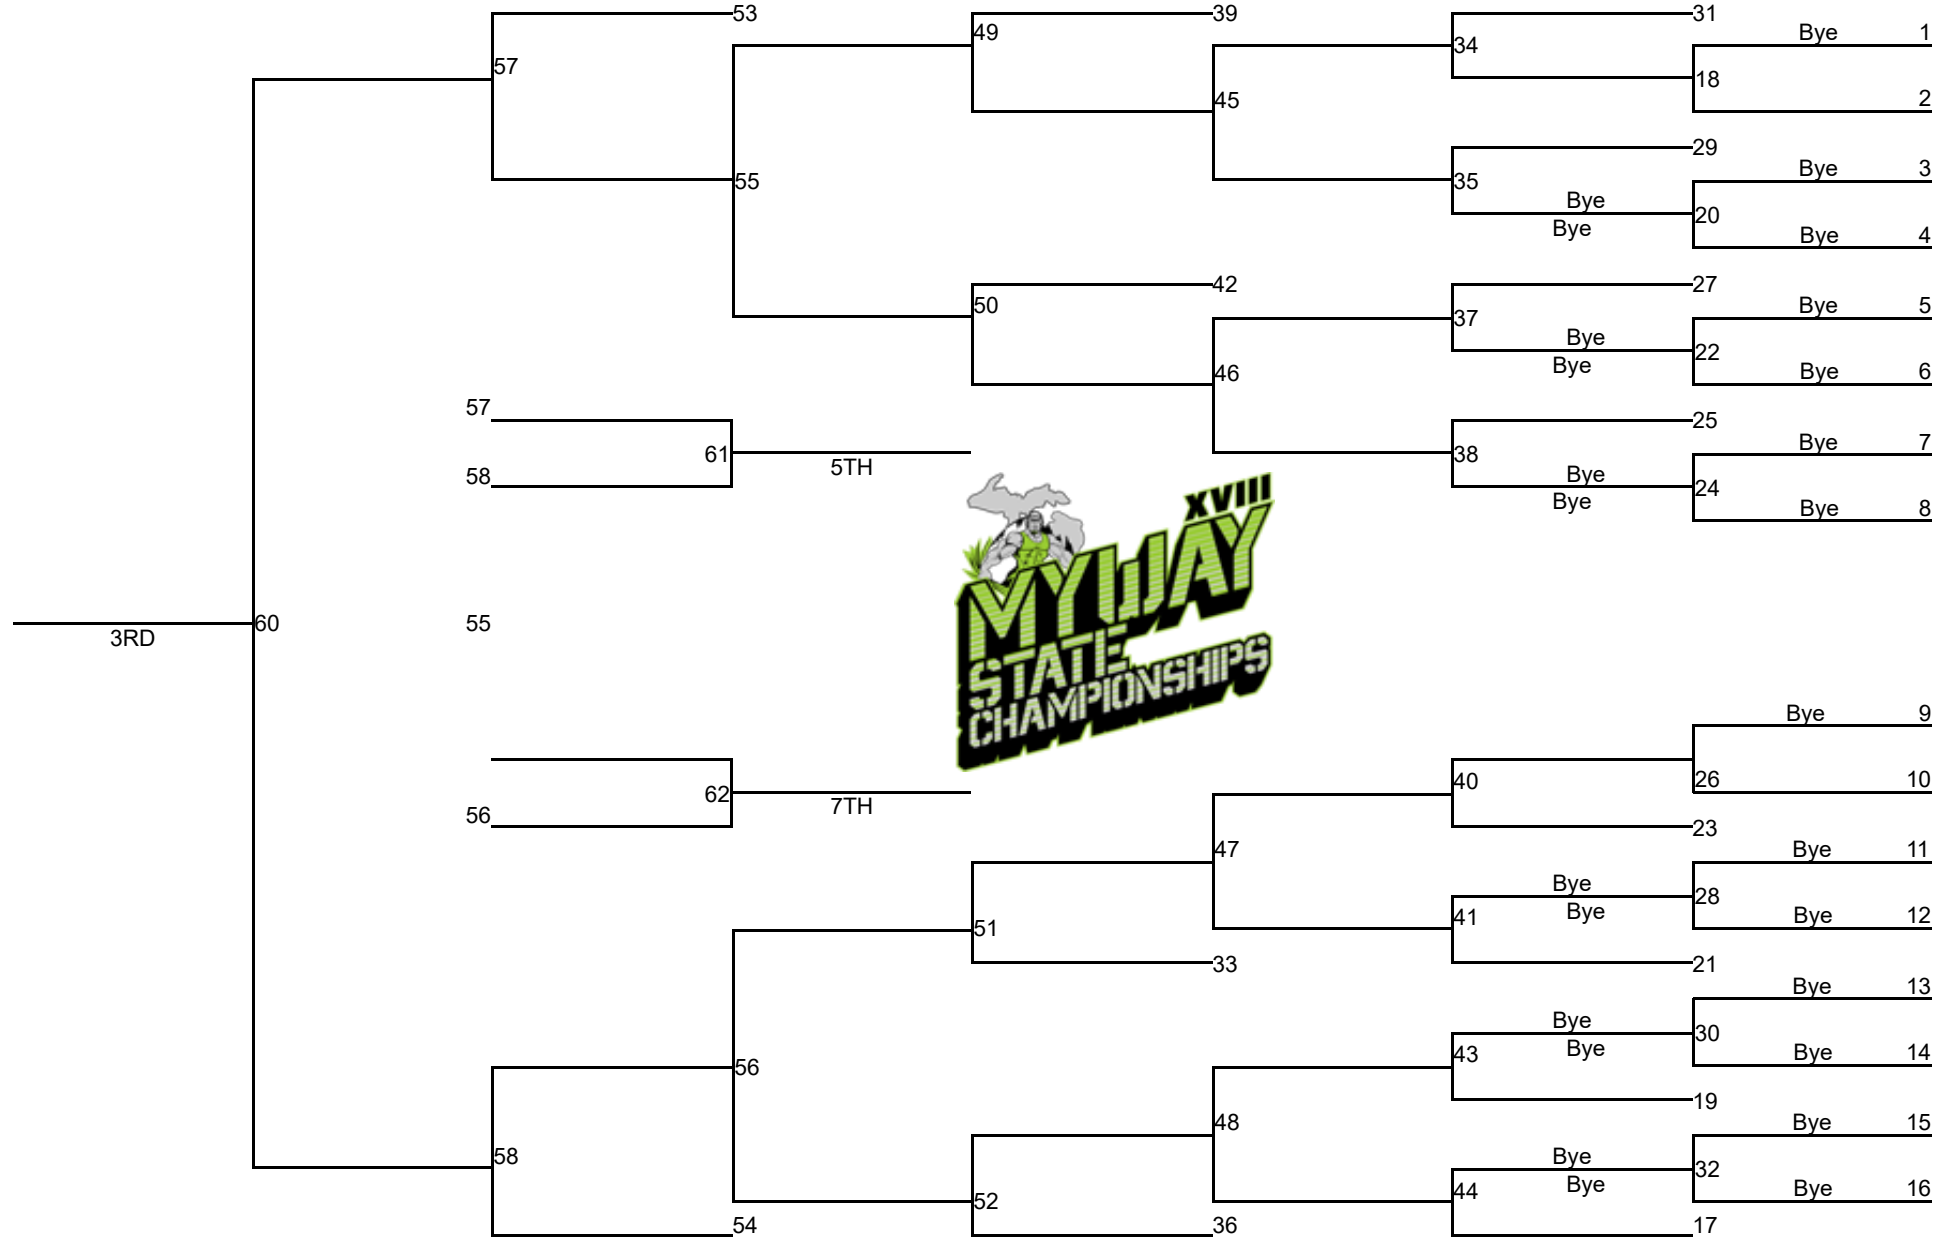 53 39 31
49 34 Bye 1
57 18
45 2
29
35 Bye 3
55 Bye 20
Bye Bye 4
42 27
50 37 Bye 5
Bye 22
46 Bye Bye 6
57 25
61 38 Bye 7
58 5TH Bye 24
Bye Bye 8
XVIII
MYWAY
STATE
CHAMPIONSHIPS
60 55
3RD
Bye 9
40 26 10
62 7TH
56 23
47 Bye 11
Bye 28
51 41 Bye Bye 12
33 21
Bye 13
Bye 30
56 43 Bye Bye 14
19
48 Bye 15
58 Bye 32
52 44 Bye Bye 16
54 36 17